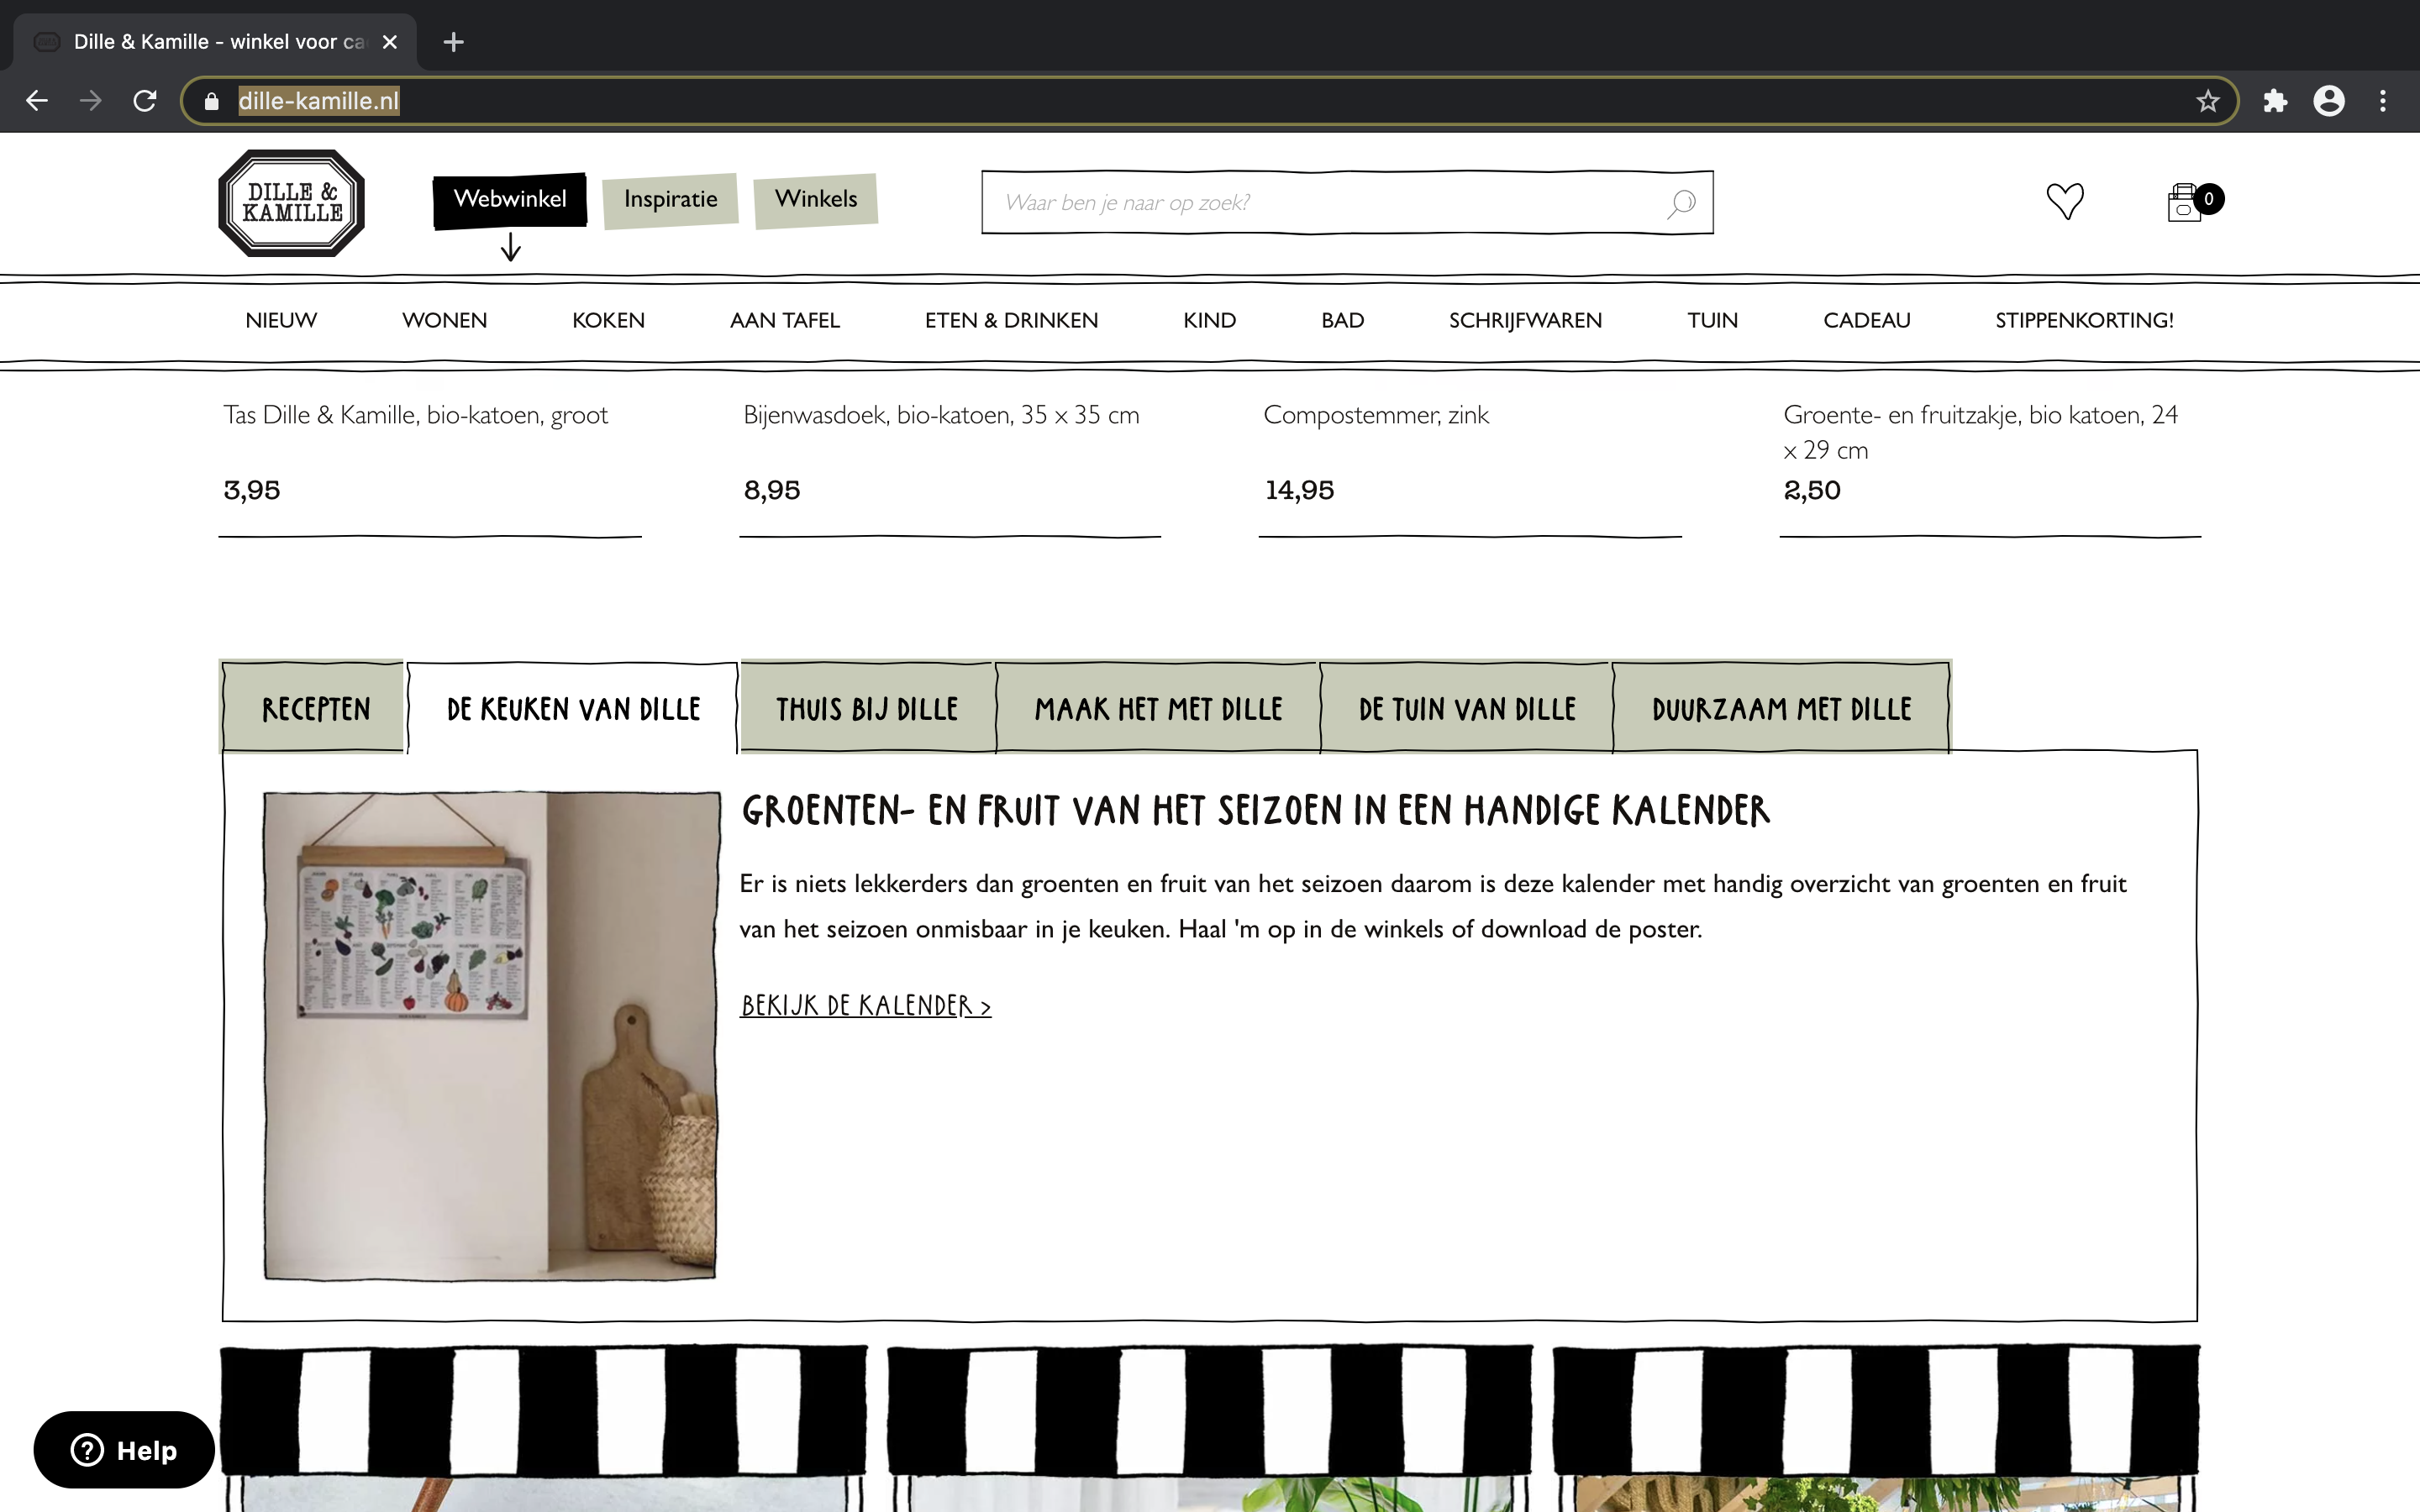 Dille & Kamille - winkel voor ca
dille-kamille.nl
DILLE &
KAMILLE
Webwinkel
Inspiratie
Winkels
Waar ben je naar op zoek?
0
NIEUW
WONEN
KOKEN
AAN TAFEL
ETEN & DRINKEN
KIND
BAD
SCHRIJFWAREN
TUIN
CADEAU
STIPPENKORTING!
Tas Dille & Kamille, bio-katoen, groot
3,95
Bijenwasdoek, bio-katoen, 35 x 35 cm
8,95
Compostemmer, zink
14,95
Groente- en fruitzakje, bio katoen, 24
x 29 cm
2,50
RECEPTEN
DE KEUKEN VAN DILLE
THUIS BIJ DILLE
MAAK HET MET DILLE
DE TUIN VAN DILLE
DUURZAAM MET DILLE
GROENTEN- EN FRUIT VAN HET SEIZOEN IN EEN HANDIGE KALENDER
Er is niets lekkerders dan groenten en fruit van het seizoen daarom is deze kalender met handig overzicht van groenten en fruit
van het seizoen onmisbaar in je keuken. Haal 'm op in de winkels of download de poster.
BEKIJK DE KALENDER >
Help